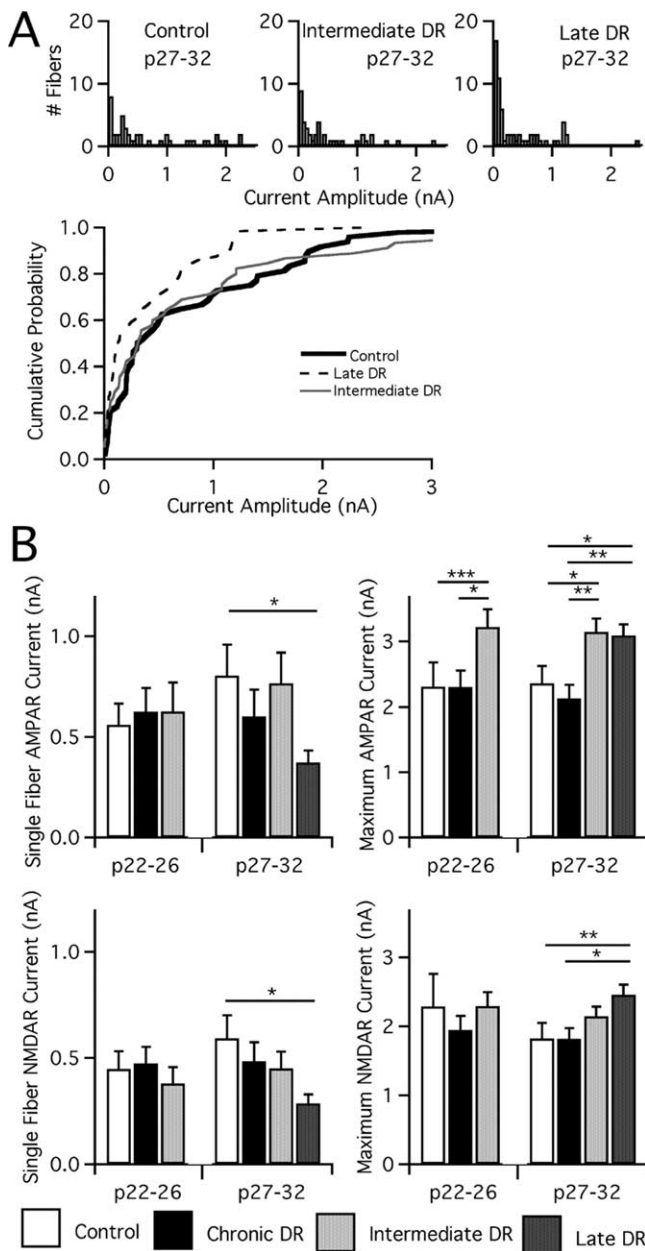 A
# Fibers
20
10
0
Control
p27-32
0 1 2
20
10
0
Intermediate DR
p27-32
0 1 2
20
10
0
Late DR
p27-32
0 1 2
Current Amplitude (nA)
Current Amplitude (nA)
Cumulative Probability
1.0
0.8
0.6
0.4
0.2
0.0
Control
Late DR
Intermediate DR
0 1 2 3
Current Amplitude (nA)
B
Single Fiber AMPAR Current (nA)
1.0
0.5
0.0
*
p22-26 p27-32
Maximum AMPAR Current (nA)
3
2
1
0
***
*
*
**
*
**
p22-26 p27-32
Single Fiber NMDAR Current (nA)
1.0
0.5
0.0
*
p22-26 p27-32
Maximum NMDAR Current (nA)
3
2
1
0
**
*
p22-26 p27-32
Control Chronic DR Intermediate DR Late DR